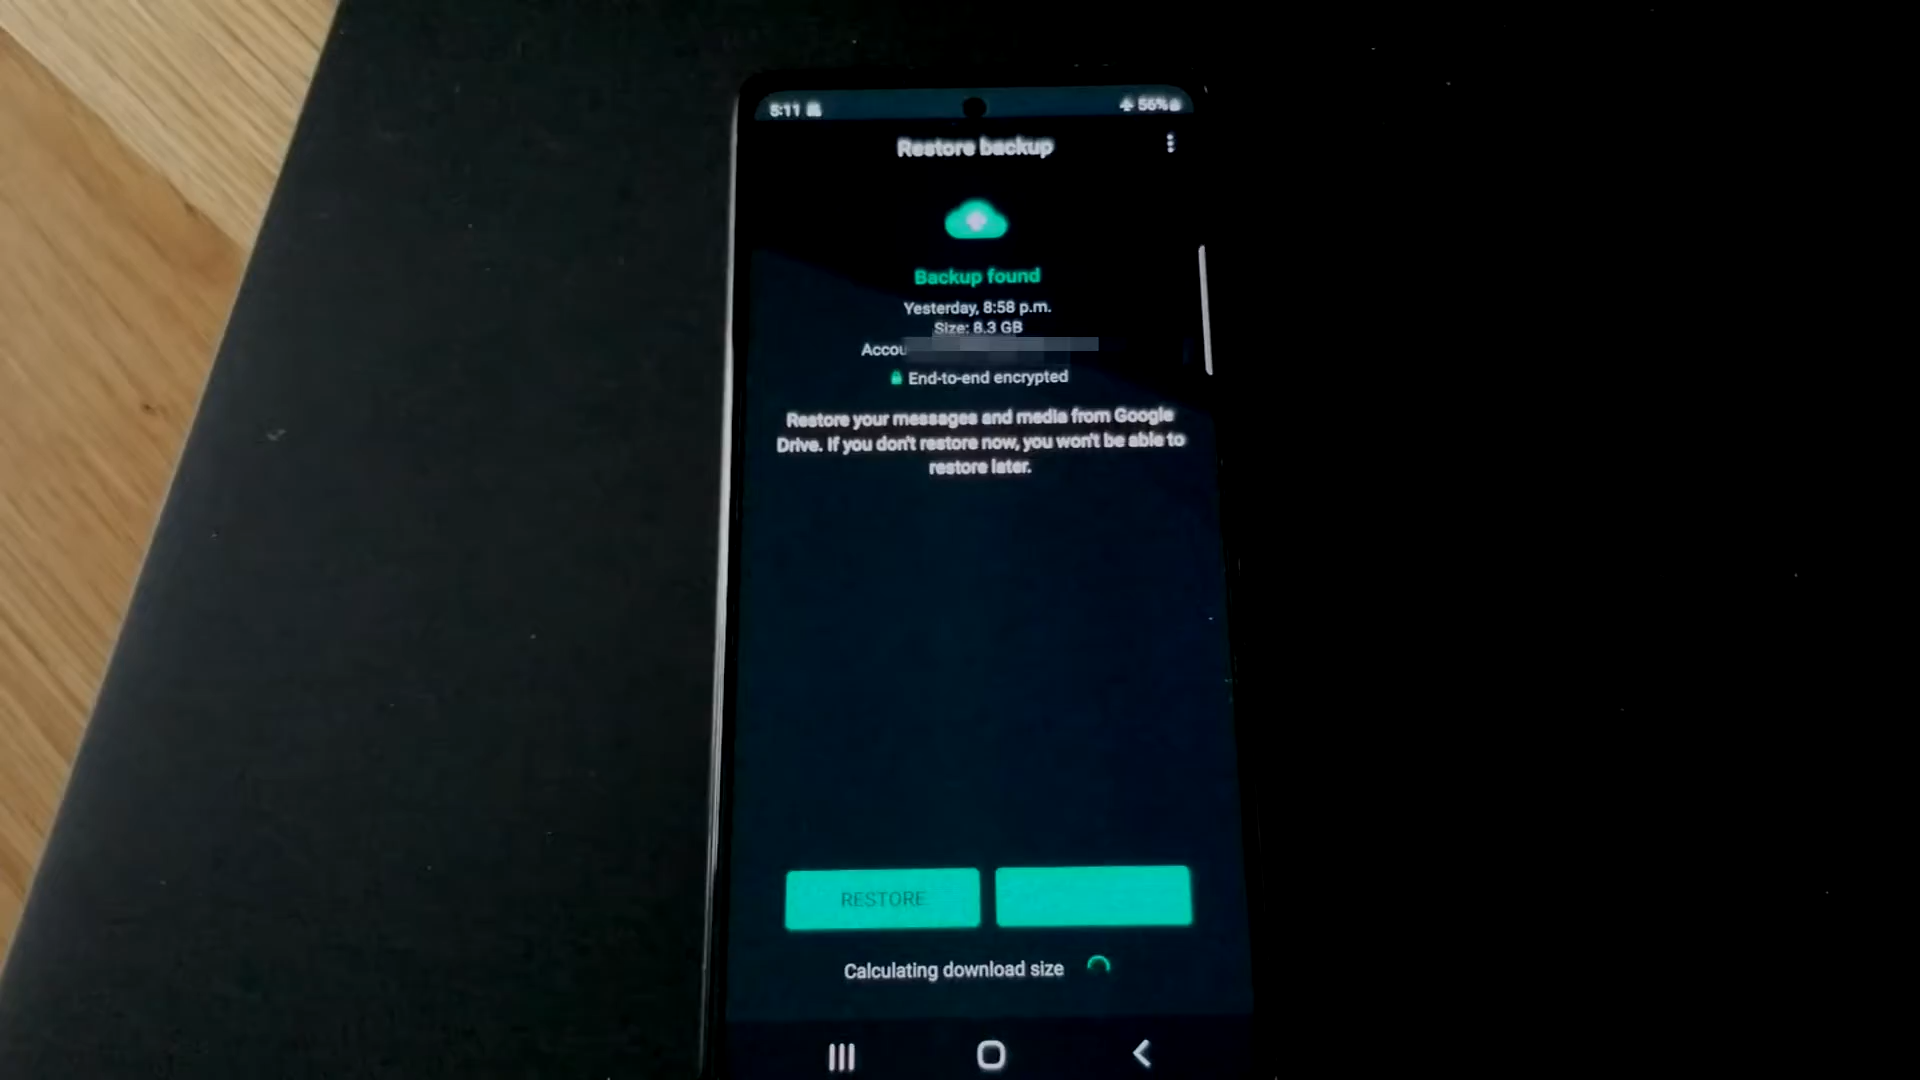 5:11
56%
Restore backup
Backup found
Yesterday, 8:58 p.m.
Size: 8.3 GB
Accou
End-to-end encrypted
Restore your messages and media from Google
Drive. If you don't restore now, you won't be able to
restore later.
RESTORE
Calculating download size